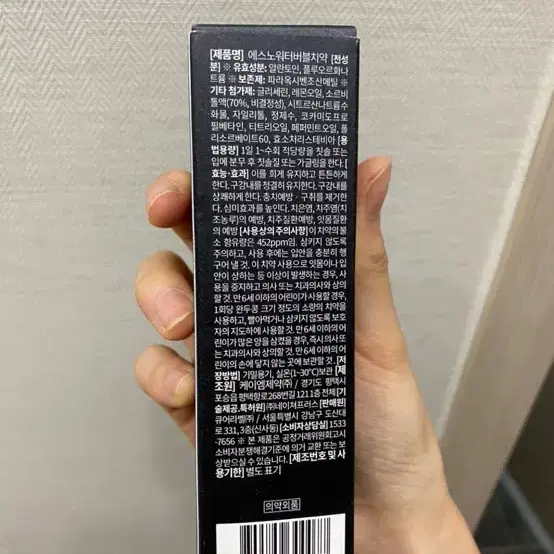 [제품명] 에스노워터버블치약 [전성
분] ※ 유효성분: 알란토인, 플루오르화나
트륨 ※ 보존제: 파라옥시벤조산메틸 ※
기타 첨가제: 글리세린, 레몬오일, 소르비
톨액(70%, 비결정성), 시트르산나트륨수
화물, 자일리톨, 정제수, 코카미도프로
필베타인, 티트리오일, 페퍼민트오일, 폴
리소르베이트60, 효소처리스테비아 [용
법용량] 1일 1~수회 적당량을 칫솔 또는
입에 분무 후 칫솔질 또는 가글링을 한다. [
효능·효과] 이를 희게 유지하고 튼튼하게
한다. 구강내를 청결히 유지한다. 구강내를
상쾌하게 한다. 충치예방·구취를 제거한
다. 심미효과를 높인다. 치은염, 치주염(치
조농루)의 예방, 치주질환예방, 잇몸질환
의 예방 [사용상의주의사항] 이 치약의 불
소 함유량은 452ppm임. 삼키지 않도록
주의하고, 사용 후에는 입안을 충분히 헹
구어 낼 것. 이 치약 사용으로 잇몸이나 입
안이 상하는 등 이상이 발생하는 경우, 사
용을 중지하고 의사 또는 치과의사와 상의
할 것. 만 6세 이하의 어린이가 사용할 경우,
1회당 완두콩 크기 정도의 소량의 치약을
사용하고, 빨아먹거나 삼키지 않도록 보호
자의 지도하에 사용할 것. 만 6세 이하의 어
린이가 많은 양을 삼켰을 경우, 즉시 의사 또
는 치과의사와 상의할 것. 만 6세 이하의 어
린이의 손에 닿지 않는 곳에 보관할 것. [저
장방법] 기밀용기, 실온(1~30℃)보관 [제
조원] 케이엠제약㈜ / 경기도 평택시
포승읍 평택항로268번길 121 1층 전체 [기
술제공.특허원] ㈜네이쳐프러스 [판매원]
큐어라벨㈜ / 서울특별시 강남구 도산대
로 331, 3층(신사동) [소비자상담실] 1533
-7656 ※ 본 제품은 공정거래위원회고시
소비자분쟁해결기준에 의거 교환 또는 보
상받으실 수 있습니다. [제조번호 및 사
용기한] 별도 표기
의약외품